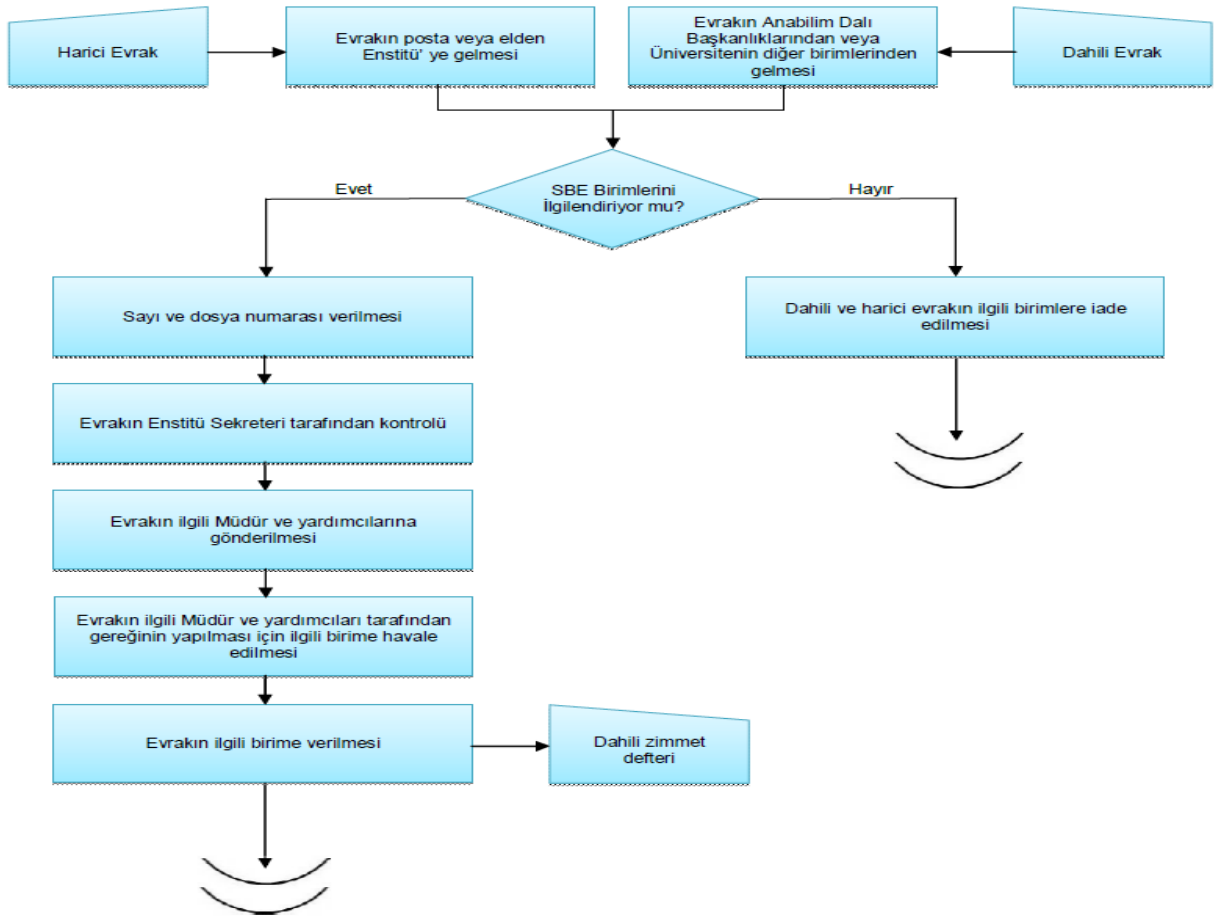 Harici Evrak
Evrakın posta veya elden
Enstitü' ye gelmesi
Evrakın Anabilim Dalı
Başkanlıklarından veya
Üniversitenin diğer birimlerinden
gelmesi
Dahili Evrak
SBE Birimlerini
İlgilendiriyor mu?
Evet
Hayır
Sayı ve dosya numarası verilmesi
Dahili ve harici evrakın ilgili birimlere iade
edilmesi
Evrakın Enstitü Sekreteri tarafından kontrolü
Evrakın ilgili Müdür ve yardımcılarına
gönderilmesi
Evrakın ilgili Müdür ve yardımcıları tarafından
gereğinin yapılması için ilgili birime havale
edilmesi
Evrakın ilgili birime verilmesi
Dahili zimmet
defteri